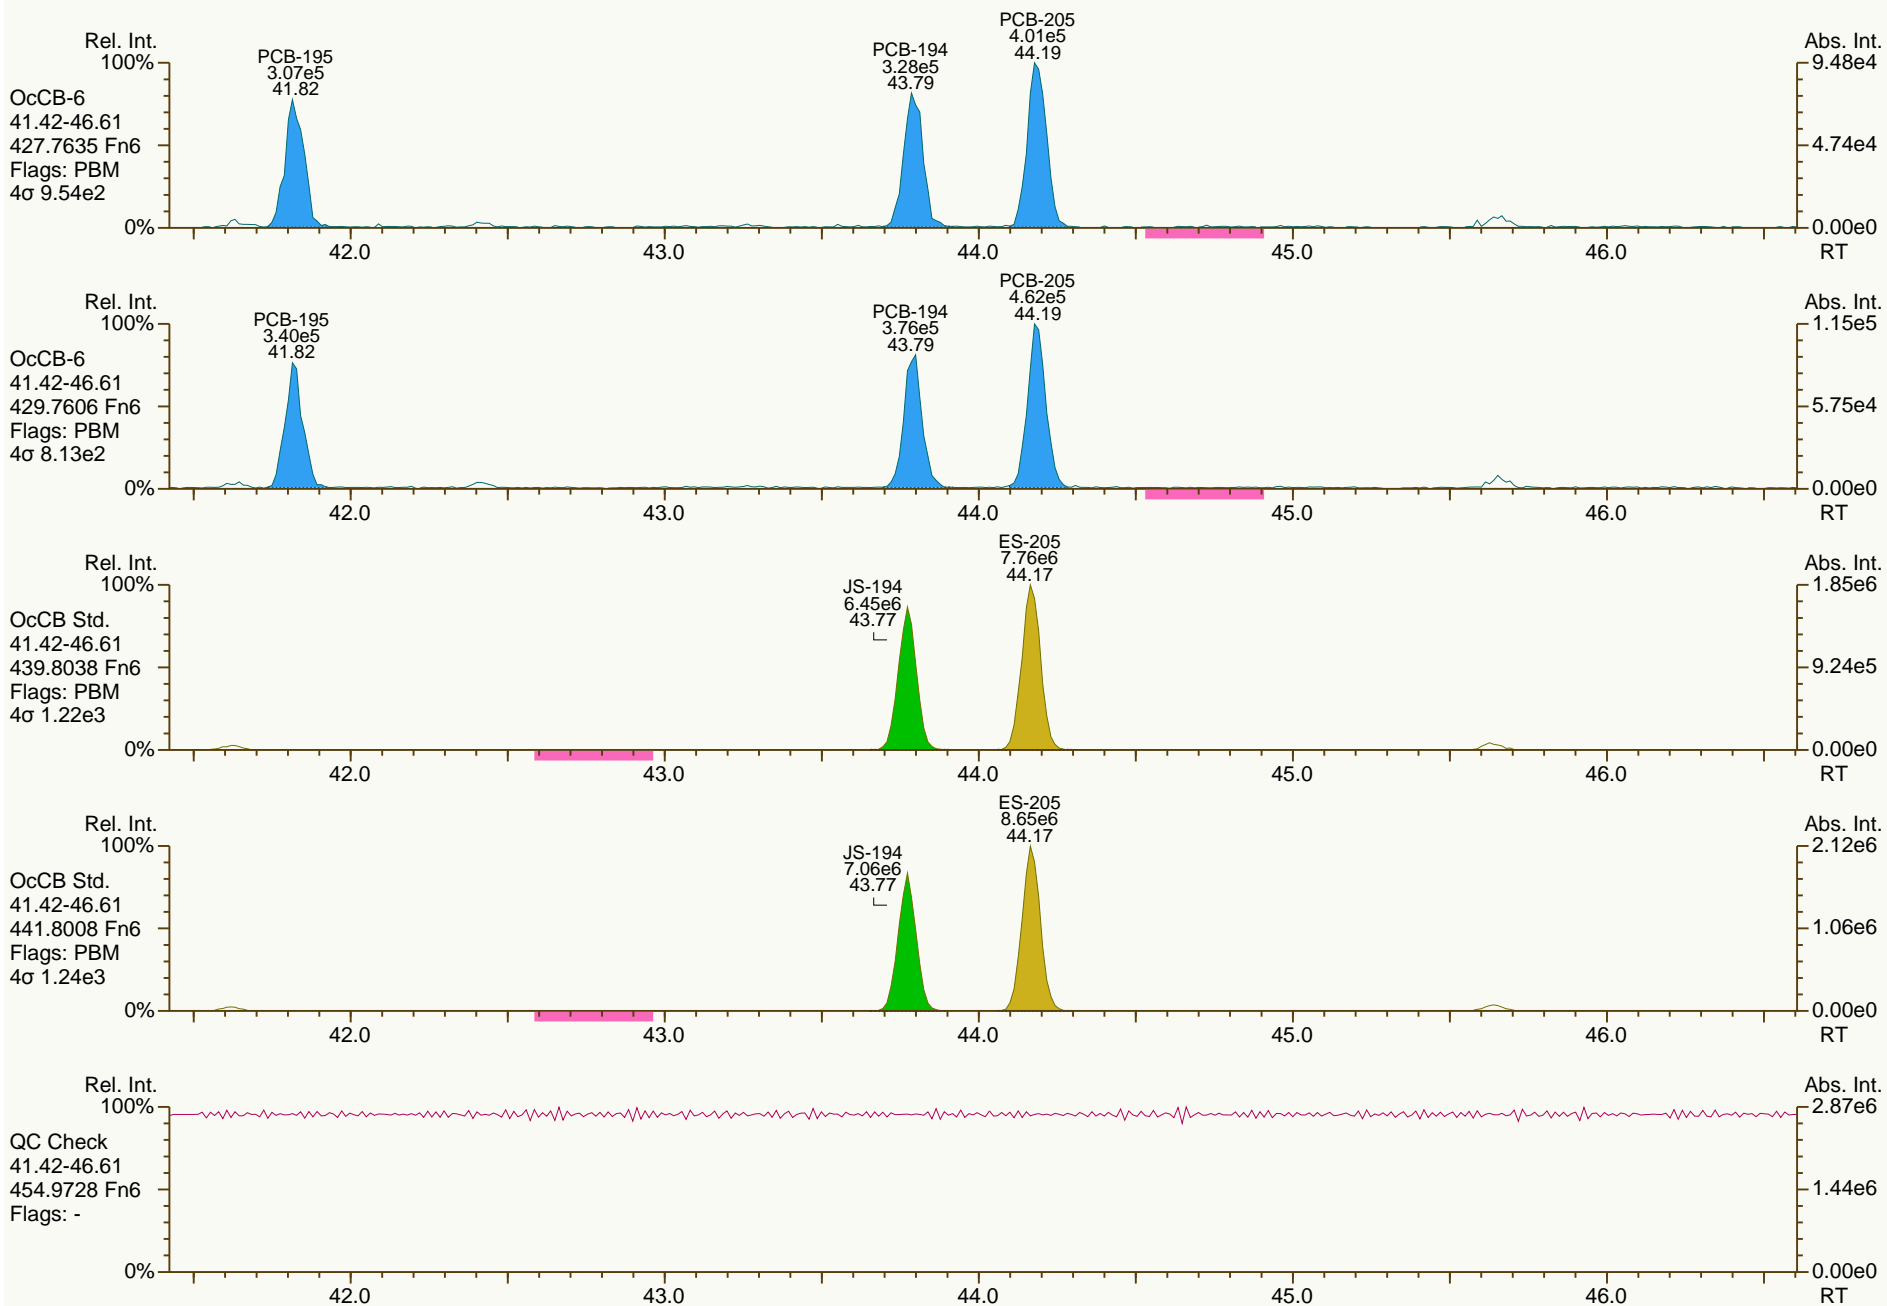 Rel. Int.
100%
0%
OcCB-6
41.42-46.61
427.7635 Fn6
Flags: PBM
4σ 9.54e2
PCB-195
3.07e5
41.82
PCB-194
3.28e5
43.79
PCB-205
4.01e5
44.19
Abs. Int.
9.48e4
4.74e4
0.00e0
42.0 43.0 44.0 45.0 46.0 RT
Rel. Int.
100%
0%
OcCB-6
41.42-46.61
429.7606 Fn6
Flags: PBM
4σ 8.13e2
PCB-195
3.40e5
41.82
PCB-194
3.76e5
43.79
PCB-205
4.62e5
44.19
Abs. Int.
1.15e5
5.75e4
0.00e0
42.0 43.0 44.0 45.0 46.0 RT
Rel. Int.
100%
0%
OcCB Std.
41.42-46.61
439.8038 Fn6
Flags: PBM
4σ 1.22e3
JS-194
6.45e6
43.77
ES-205
7.76e6
44.17
Abs. Int.
1.85e6
9.24e5
0.00e0
42.0 43.0 44.0 45.0 46.0 RT
Rel. Int.
100%
0%
OcCB Std.
41.42-46.61
441.8008 Fn6
Flags: PBM
4σ 1.24e3
JS-194
7.06e6
43.77
ES-205
8.65e6
44.17
Abs. Int.
2.12e6
1.06e6
0.00e0
42.0 43.0 44.0 45.0 46.0 RT
Rel. Int.
100%
0%
QC Check
41.42-46.61
454.9728 Fn6
Flags: -
Abs. Int.
2.87e6
1.44e6
0.00e0
42.0 43.0 44.0 45.0 46.0 RT